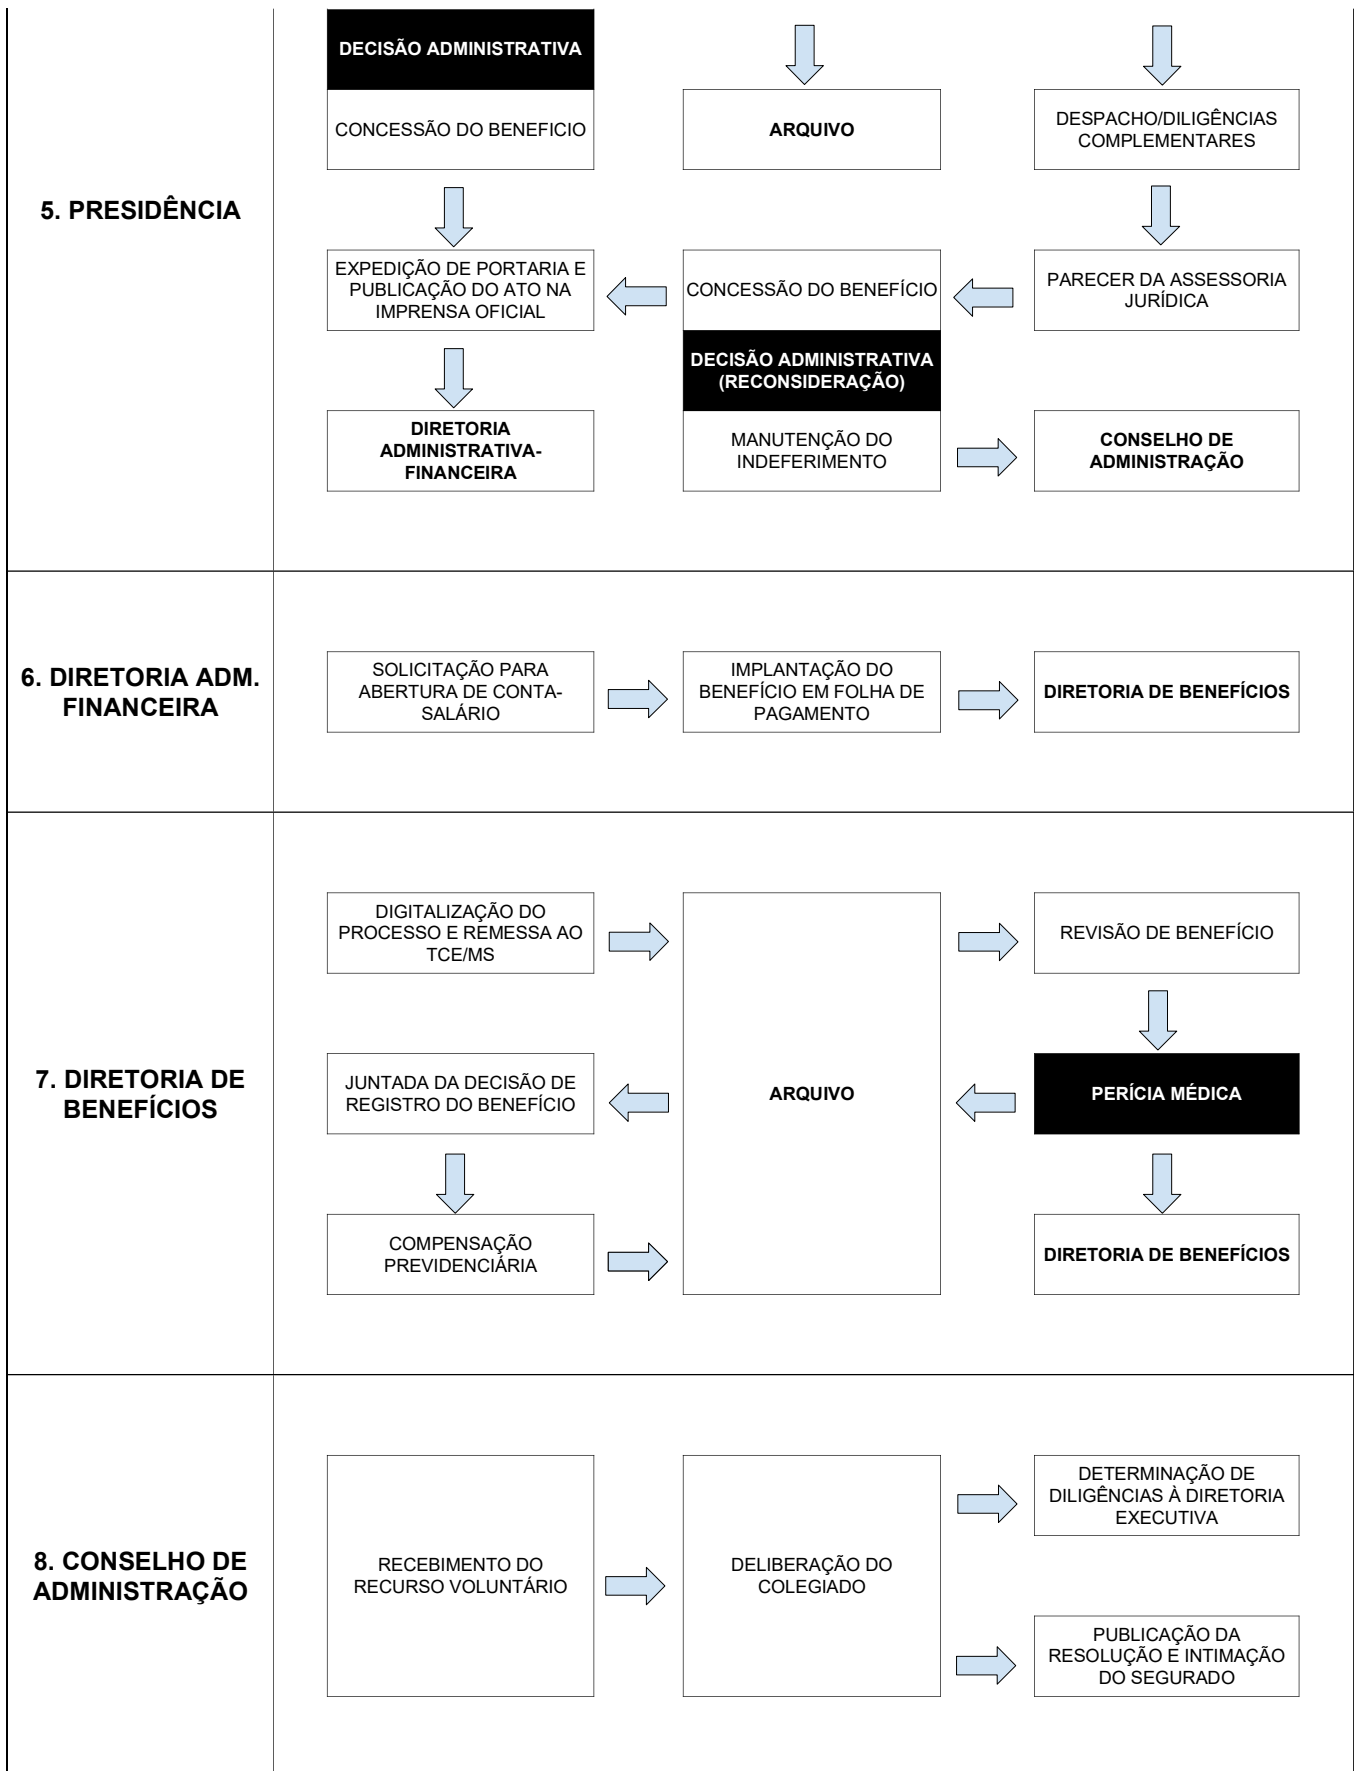 5. PRESIDÊNCIA
DECISÃO ADMINISTRATIVA
CONCESSÃO DO BENEFICIO
ARQUIVO
DESPACHO/DILIGÊNCIAS
COMPLEMENTARES
EXPEDIÇÃO DE PORTARIA E
PUBLICAÇÃO DO ATO NA
IMPRENSA OFICIAL
CONCESSÃO DO BENEFÍCIO
PARECER DA ASSESSORIA
JURÍDICA
DECISÃO ADMINISTRATIVA
(RECONSIDERAÇÃO)
DIRETORIA
ADMINISTRATIVA-
FINANCEIRA
MANUTENÇÃO DO
INDEFERIMENTO
CONSELHO DE
ADMINISTRAÇÃO
6. DIRETORIA ADM.
FINANCEIRA
SOLICITAÇÃO PARA
ABERTURA DE CONTA-
SALÁRIO
IMPLANTAÇÃO DO
BENEFÍCIO EM FOLHA DE
PAGAMENTO
DIRETORIA DE BENEFÍCIOS
7. DIRETORIA DE
BENEFÍCIOS
DIGITALIZAÇÃO DO
PROCESSO E REMESSA AO
TCE/MS
REVISÃO DE BENEFÍCIO
JUNTADA DA DECISÃO DE
REGISTRO DO BENEFÍCIO
ARQUIVO
PERÍCIA MÉDICA
COMPENSAÇÃO
PREVIDENCIÁRIA
DIRETORIA DE BENEFÍCIOS
8. CONSELHO DE
ADMINISTRAÇÃO
RECEBIMENTO DO
RECURSO VOLUNTÁRIO
DELIBERAÇÃO DO
COLEGIADO
DETERMINAÇÃO DE
DILIGÊNCIAS À DIRETORIA
EXECUTIVA
PUBLICAÇÃO DA
RESOLUÇÃO E INTIMAÇÃO
DO SEGURADO